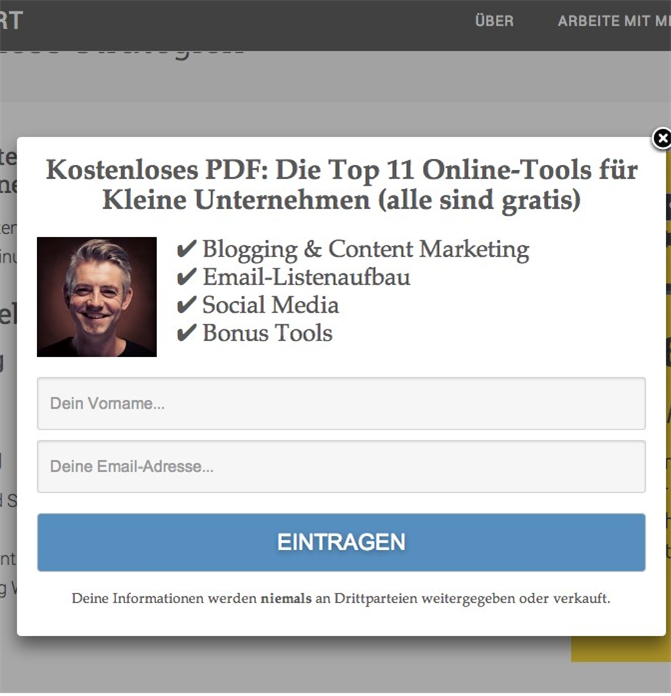 RT
ÜBER
ARBEITE MIT
Kostenloses PDF: Die Top 11 Online-Tools für
Kleine Unternehmen (alle sind gratis)
✔ Blogging & Content Marketing
✔ Email-Listenaufbau
✔ Social Media
✔ Bonus Tools
Dein Vorname...
Deine Email-Adresse...
EINTRAGEN
Deine Informationen werden niemals an Drittparteien weitergegeben oder verkauft.